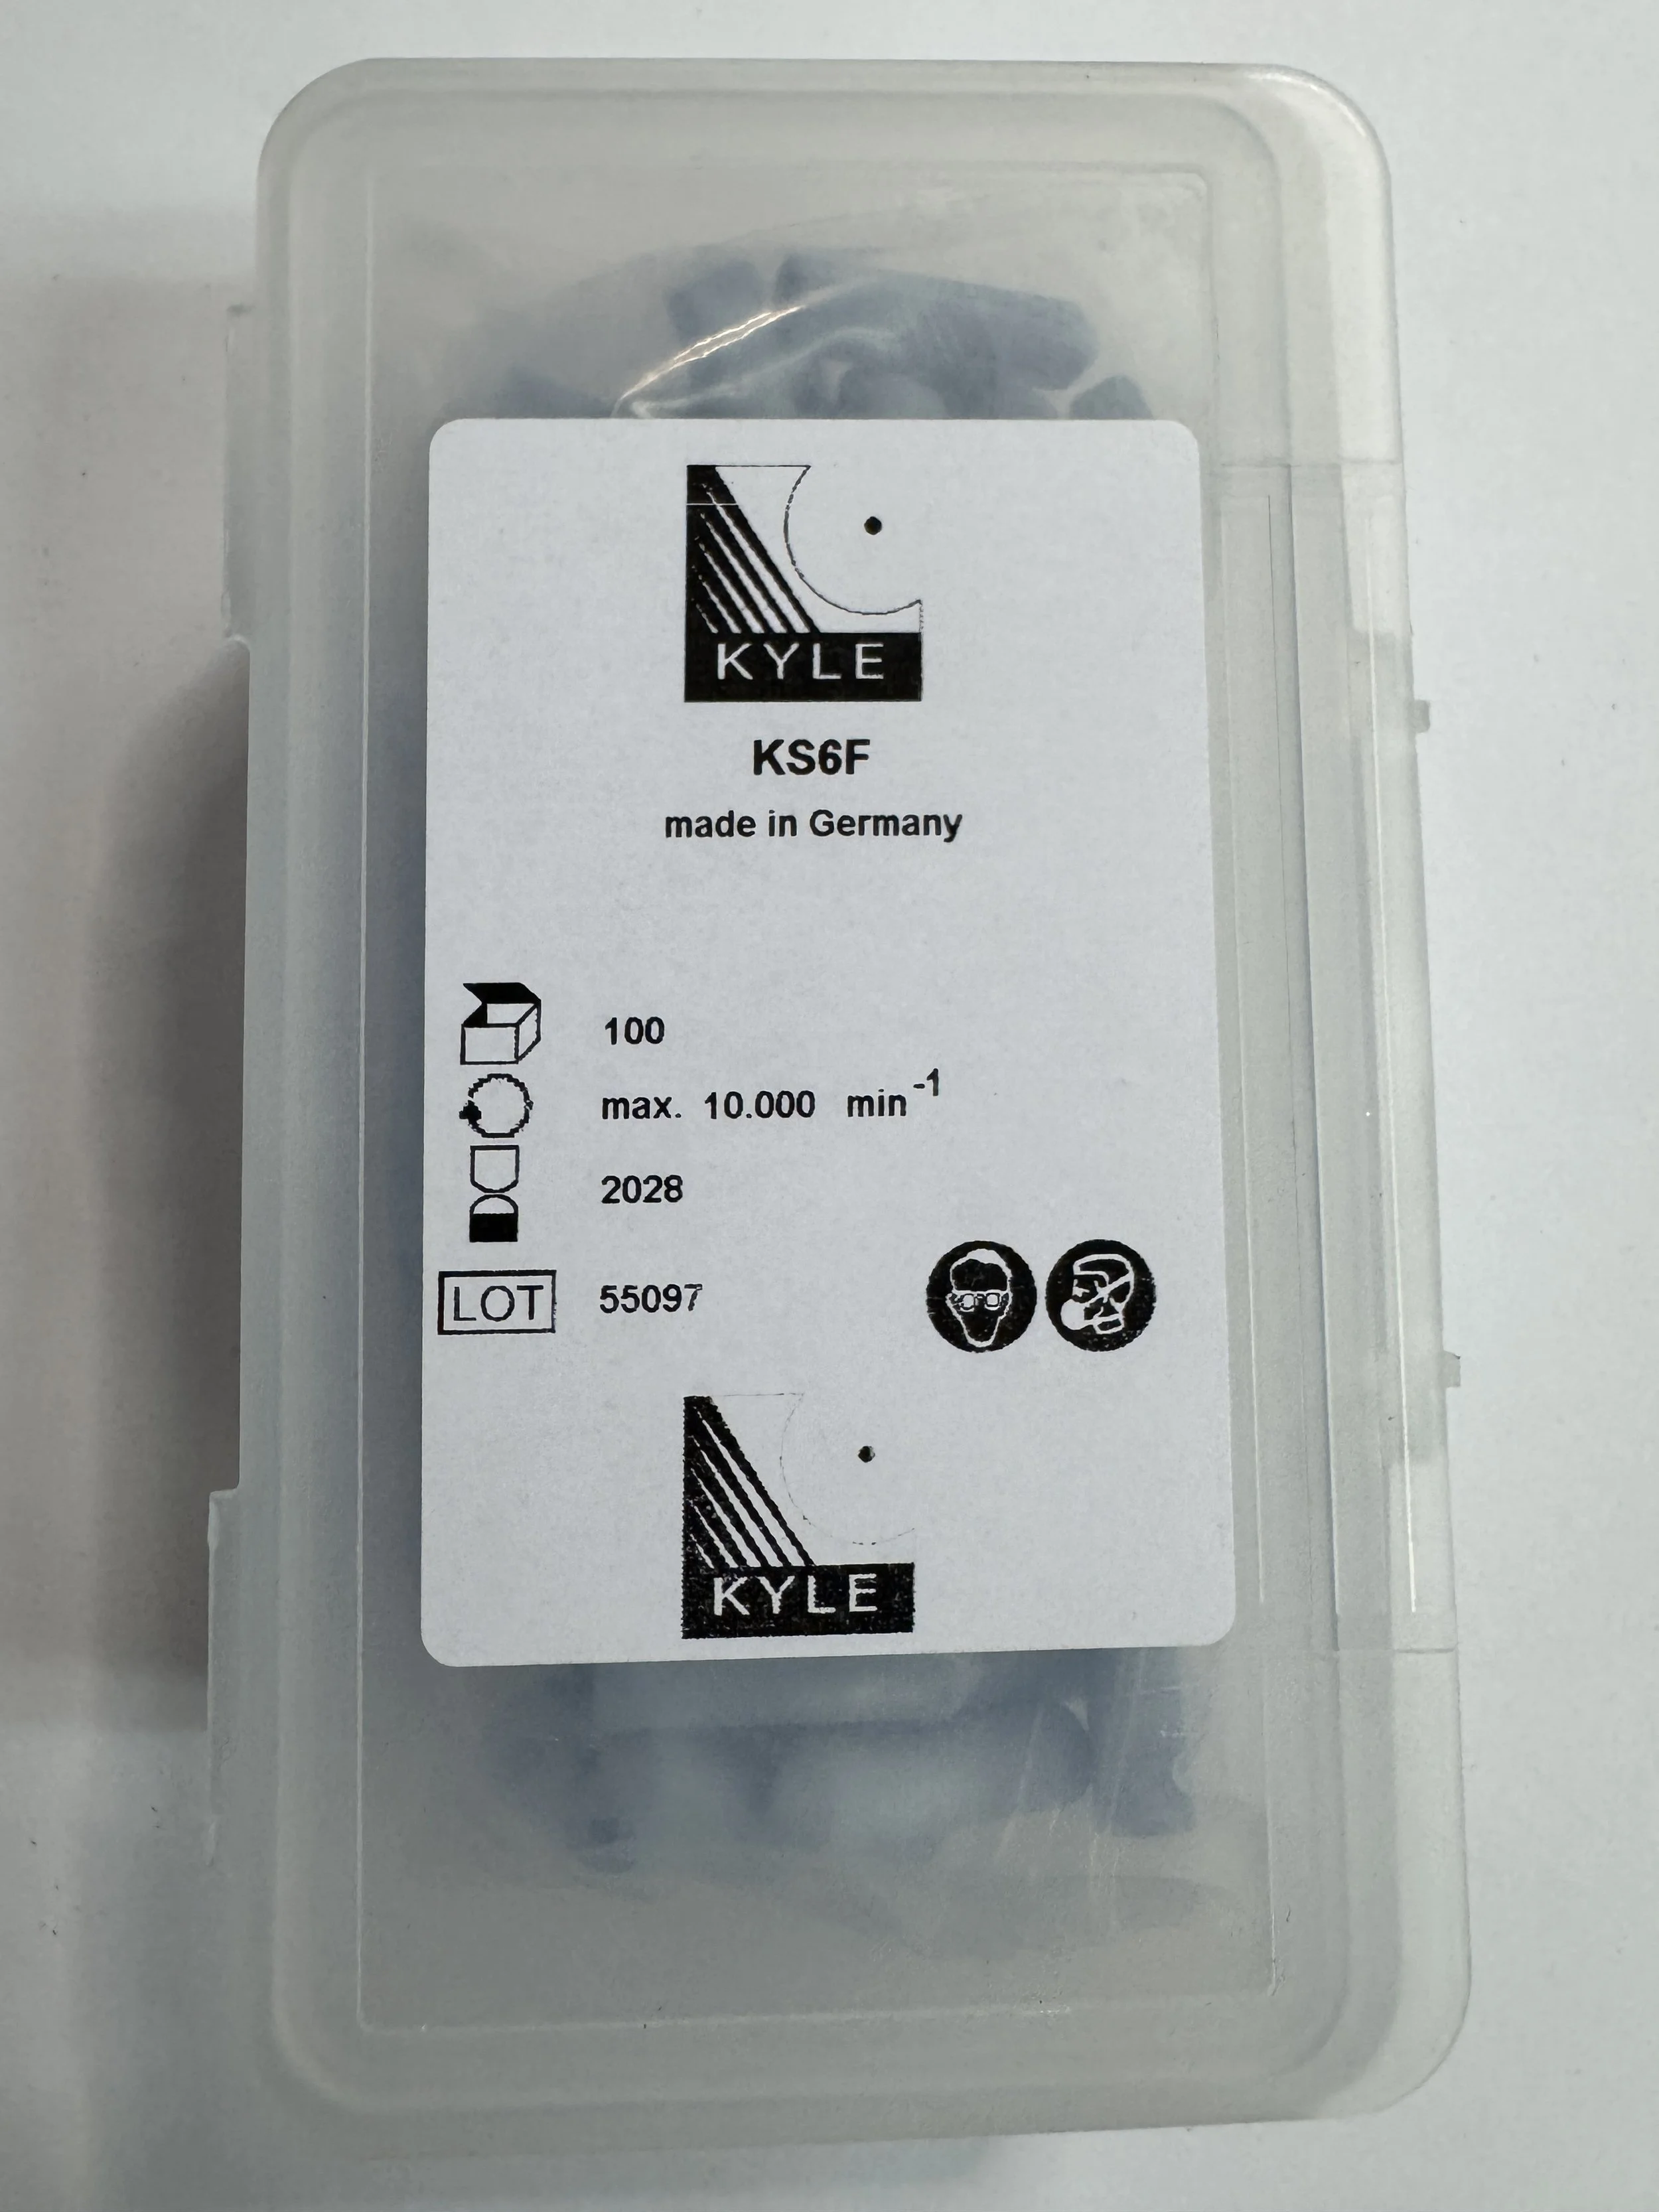 KYLE
KS6F
made in Germany
100
max. 10.000 min-1
2028
LOT 55097
KYLE